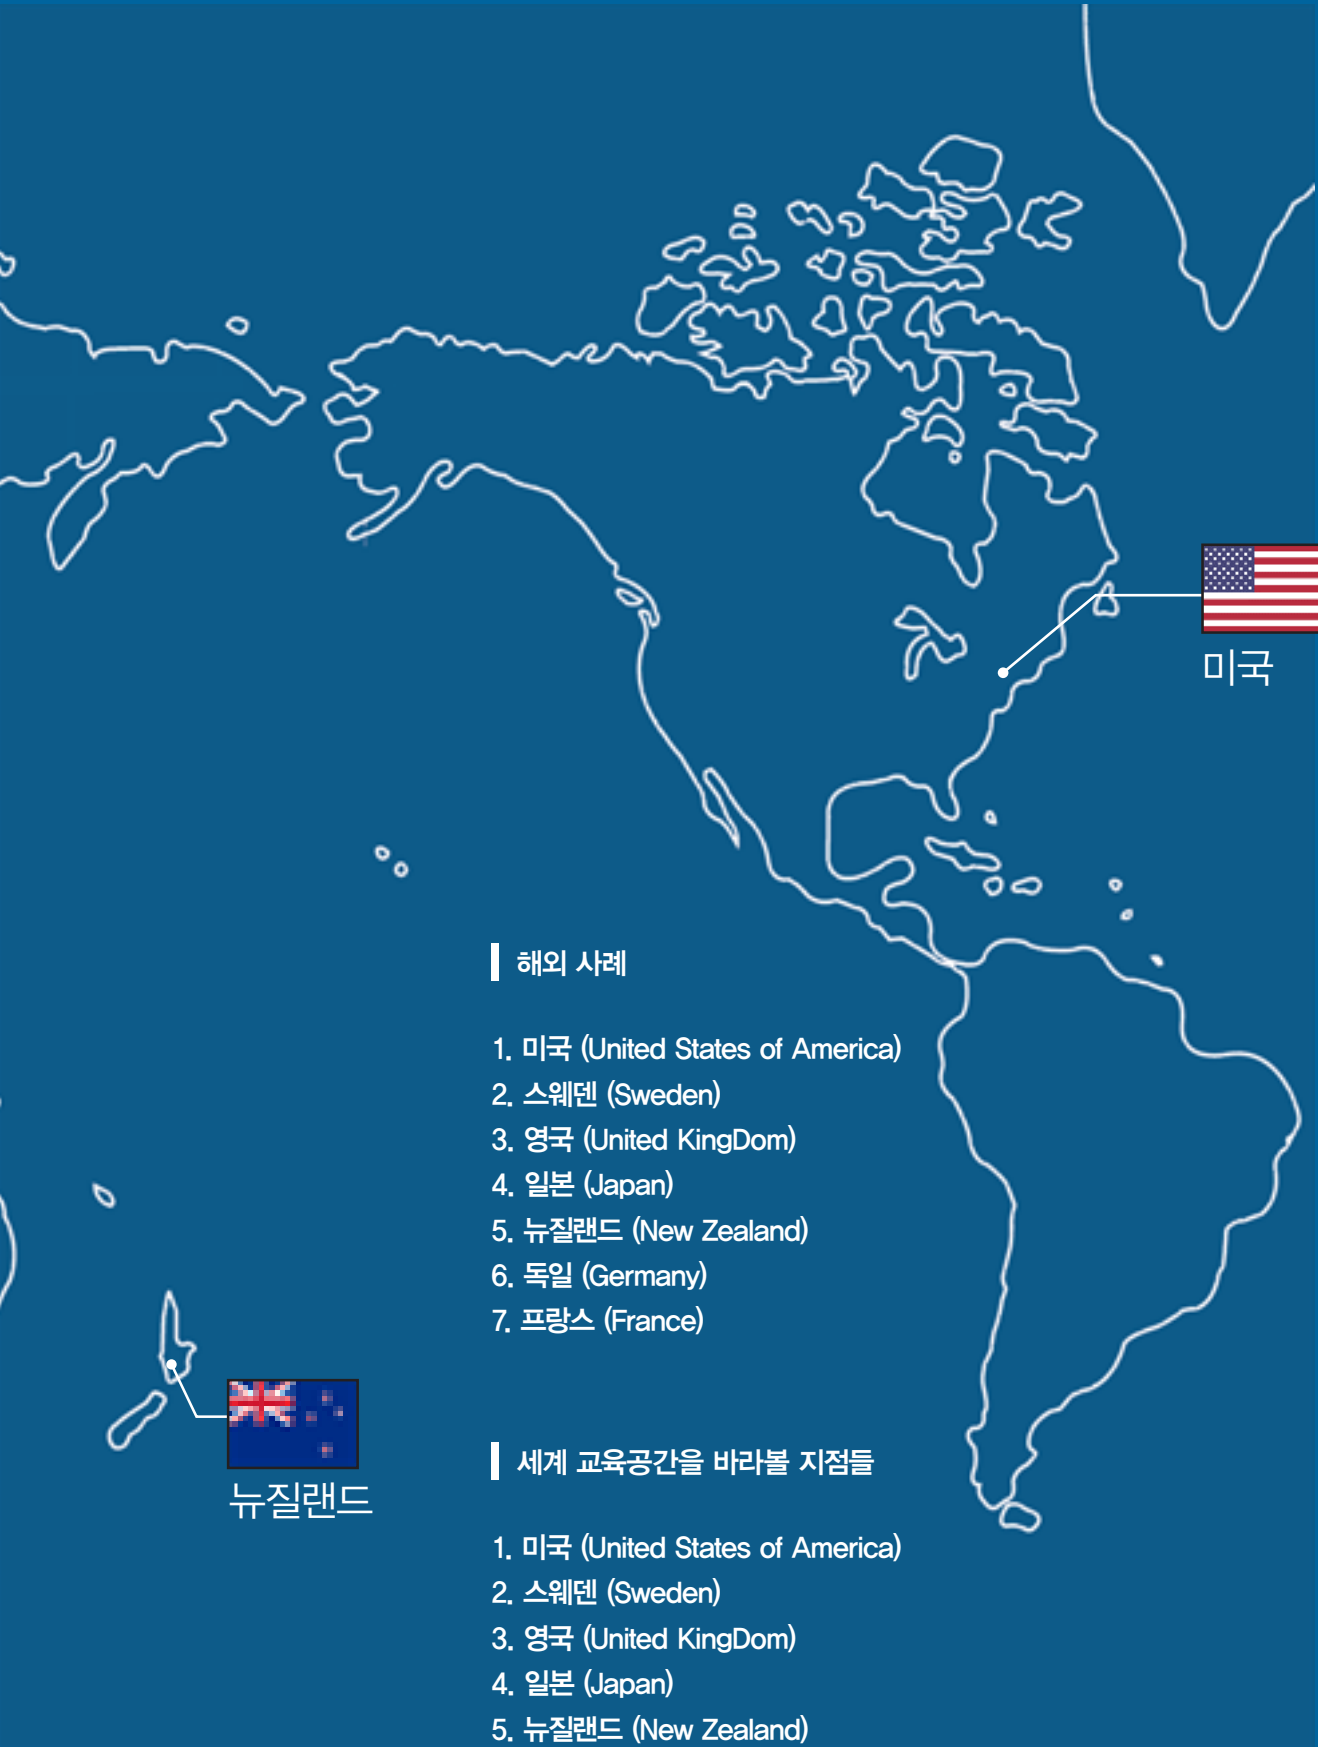 미국
해외 사례
1. 미국 (United States of America)
2. 스웨덴 (Sweden)
3. 영국 (United KingDom)
4. 일본 (Japan)
5. 뉴질랜드 (New Zealand)
6. 독일 (Germany)
7. 프랑스 (France)
뉴질랜드
세계 교육공간을 바라볼 지점들
1. 미국 (United States of America)
2. 스웨덴 (Sweden)
3. 영국 (United KingDom)
4. 일본 (Japan)
5. 뉴질랜드 (New Zealand)